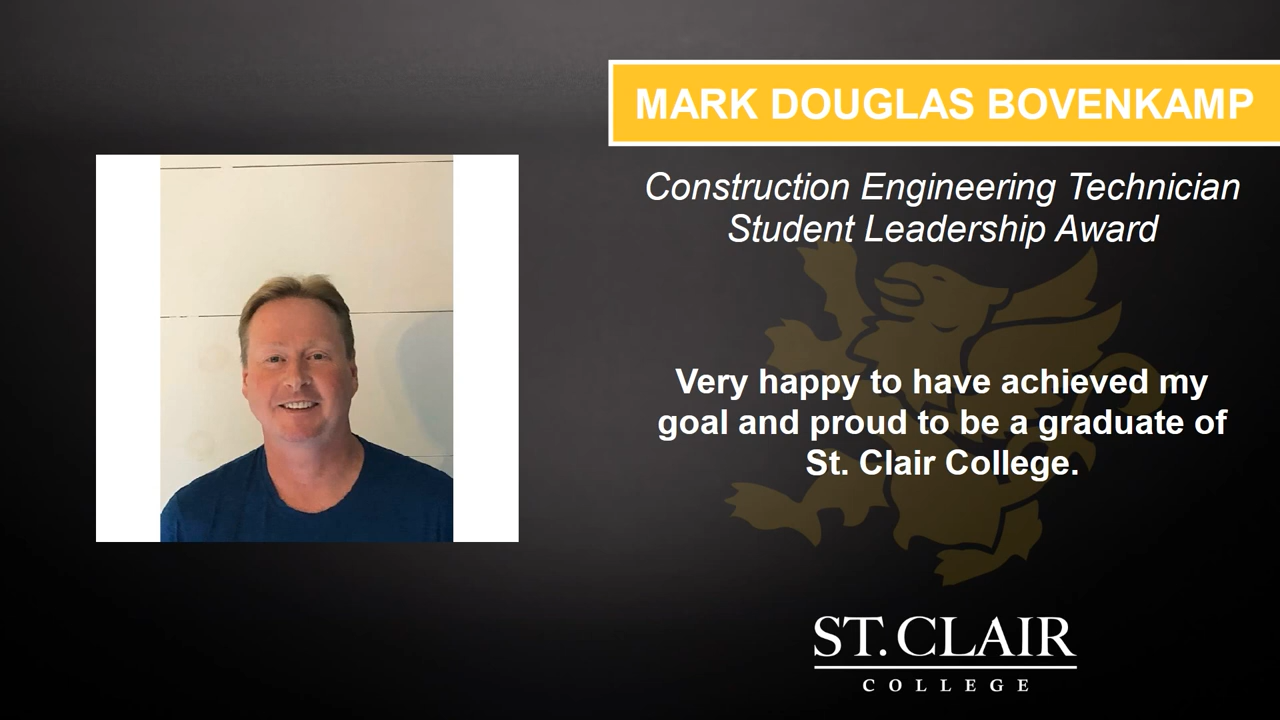 MARK DOUGLAS BOVENKAMP
Construction Engineering Technician
Student Leadership Award
Very happy to have achieved my
goal and proud to be a graduate of
St. Clair College.
ST. CLAIR
COLLEGE